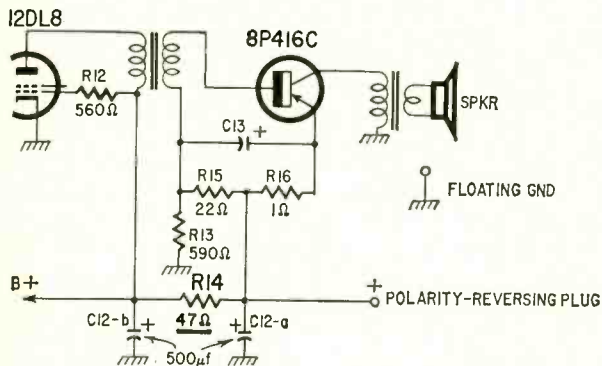 12DL8
8P416C
R12
560Ω
C13 +
SPKR
R15
22Ω
R16
1Ω
FLOATING GND
R13
590Ω
B+
R14
47Ω
+
POLARITY-REVERSING PLUG
C12-b +
+ C12-a
500µf